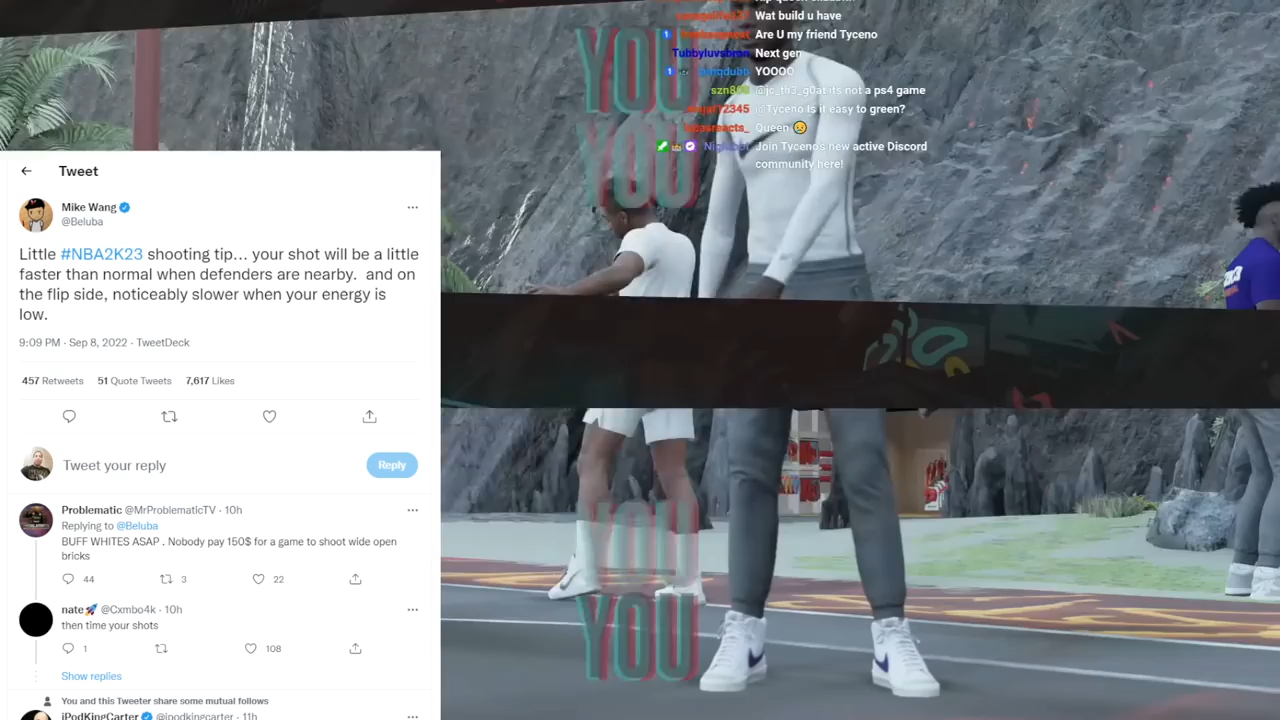 Wat build u have
Are U my friend Tyceno
Tubbyluvsbran Next gen
YOOOO
@jc_th3_g0at its not a ps4 game
@Tyceno Is it easy to green?
Queen 😣
Join Tyceno's new active Discord
community here!
YOU
YOU
Tweet
Mike Wang
@Beluba
Little #NBA2K23 shooting tip... your shot will be a little
faster than normal when defenders are nearby. and on
the flip side, noticeably slower when your energy is
low.
9:09 PM · Sep 8, 2022 · TweetDeck
457 Retweets 51 Quote Tweets 7,617 Likes
Tweet your reply Reply
Problematic @MrProblematicTV · 10h
Replying to @Beluba
BUFF WHITES ASAP . Nobody pay 150$ for a game to shoot wide open
bricks
44 3 22
nate🚀 @Cxmbo4k · 10h
then time your shots
1 108
Show replies
You and this Tweeter share some mutual follows
iPodKingCarter @ipodkingcarter · 11h
YOU
YOU